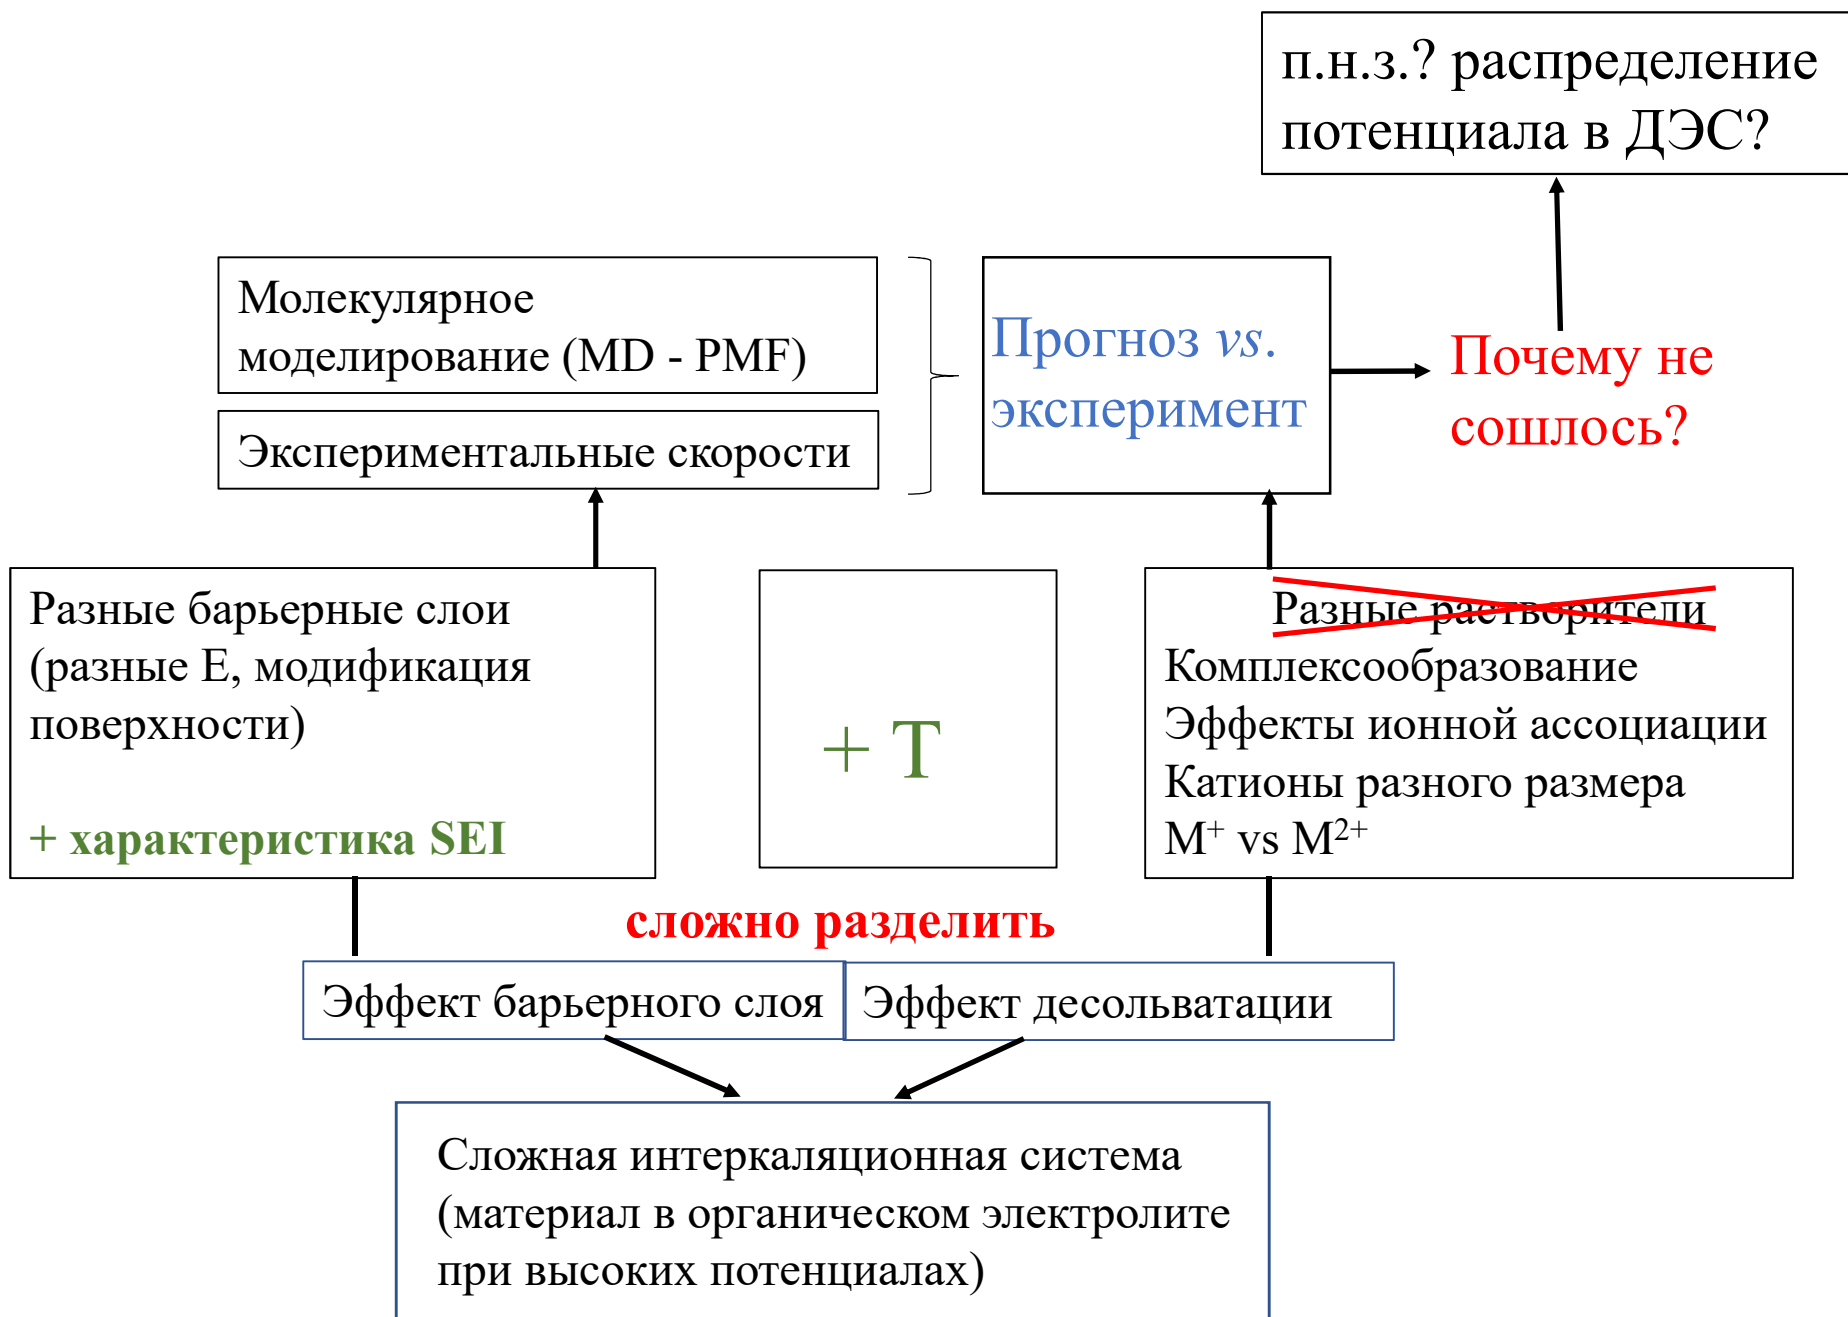 п.н.з.? распределение
потенциала в ДЭС?
Молекулярное
моделирование (MD - PMF)
Экспериментальные скорости
Прогноз vs.
эксперимент
Почему не
сошлось?
Разные барьерные слои
(разные Е, модификация
поверхности)
+ характеристика SEI
+ T
Разные растворители
Комплексообразование
Эффекты ионной ассоциации
Катионы разного размера
M⁺ vs M²⁺
сложно разделить
Эффект барьерного слоя
Эффект десольватации
Сложная интеркаляционная система
(материал в органическом электролите
при высоких потенциалах)